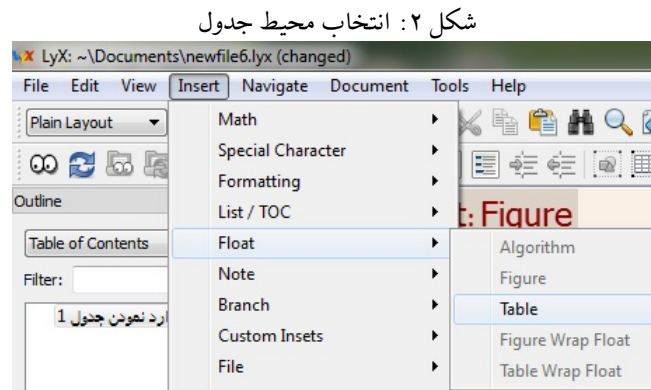 شکل ۲: انتخاب محیط جدول
LyX: ~\Documents\newfile6.lyx (changed)
File Edit View Insert Navigate Document Tools Help
Plain Layout
Math
Special Character
Formatting
List / TOC
Float
Note
Branch
Custom Insets
File
Outline
Table of Contents
Filter:
ارد نمودن جدول 1
t: Figure
Algorithm
Figure
Table
Figure Wrap Float
Table Wrap Float